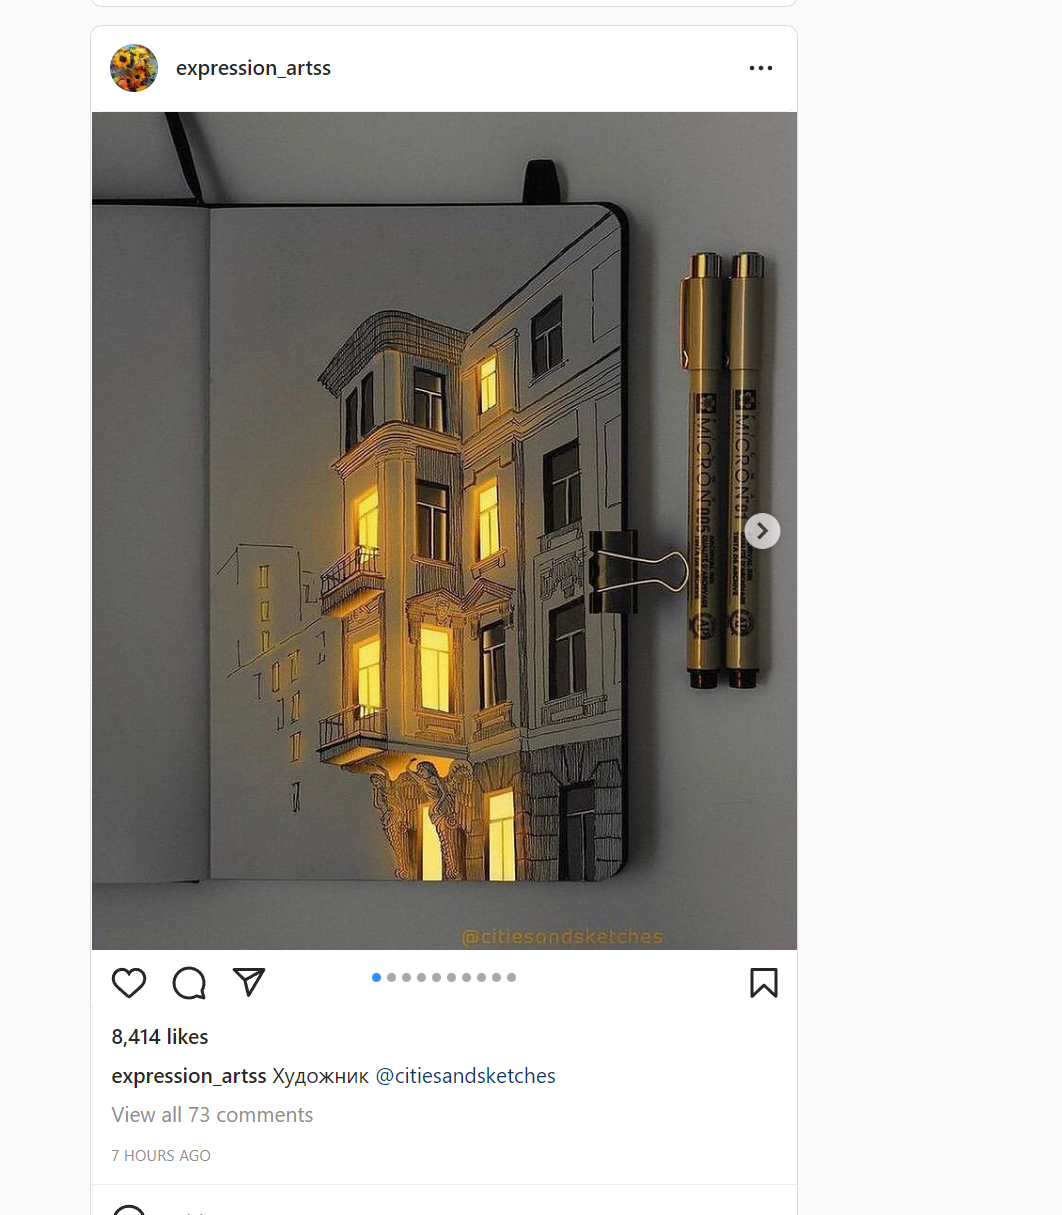 expression_artss
MICRON 005
MICRON 01
@citiesandsketches
8,414 likes
expression_artss Художник @citiesandsketches
View all 73 comments
7 HOURS AGO